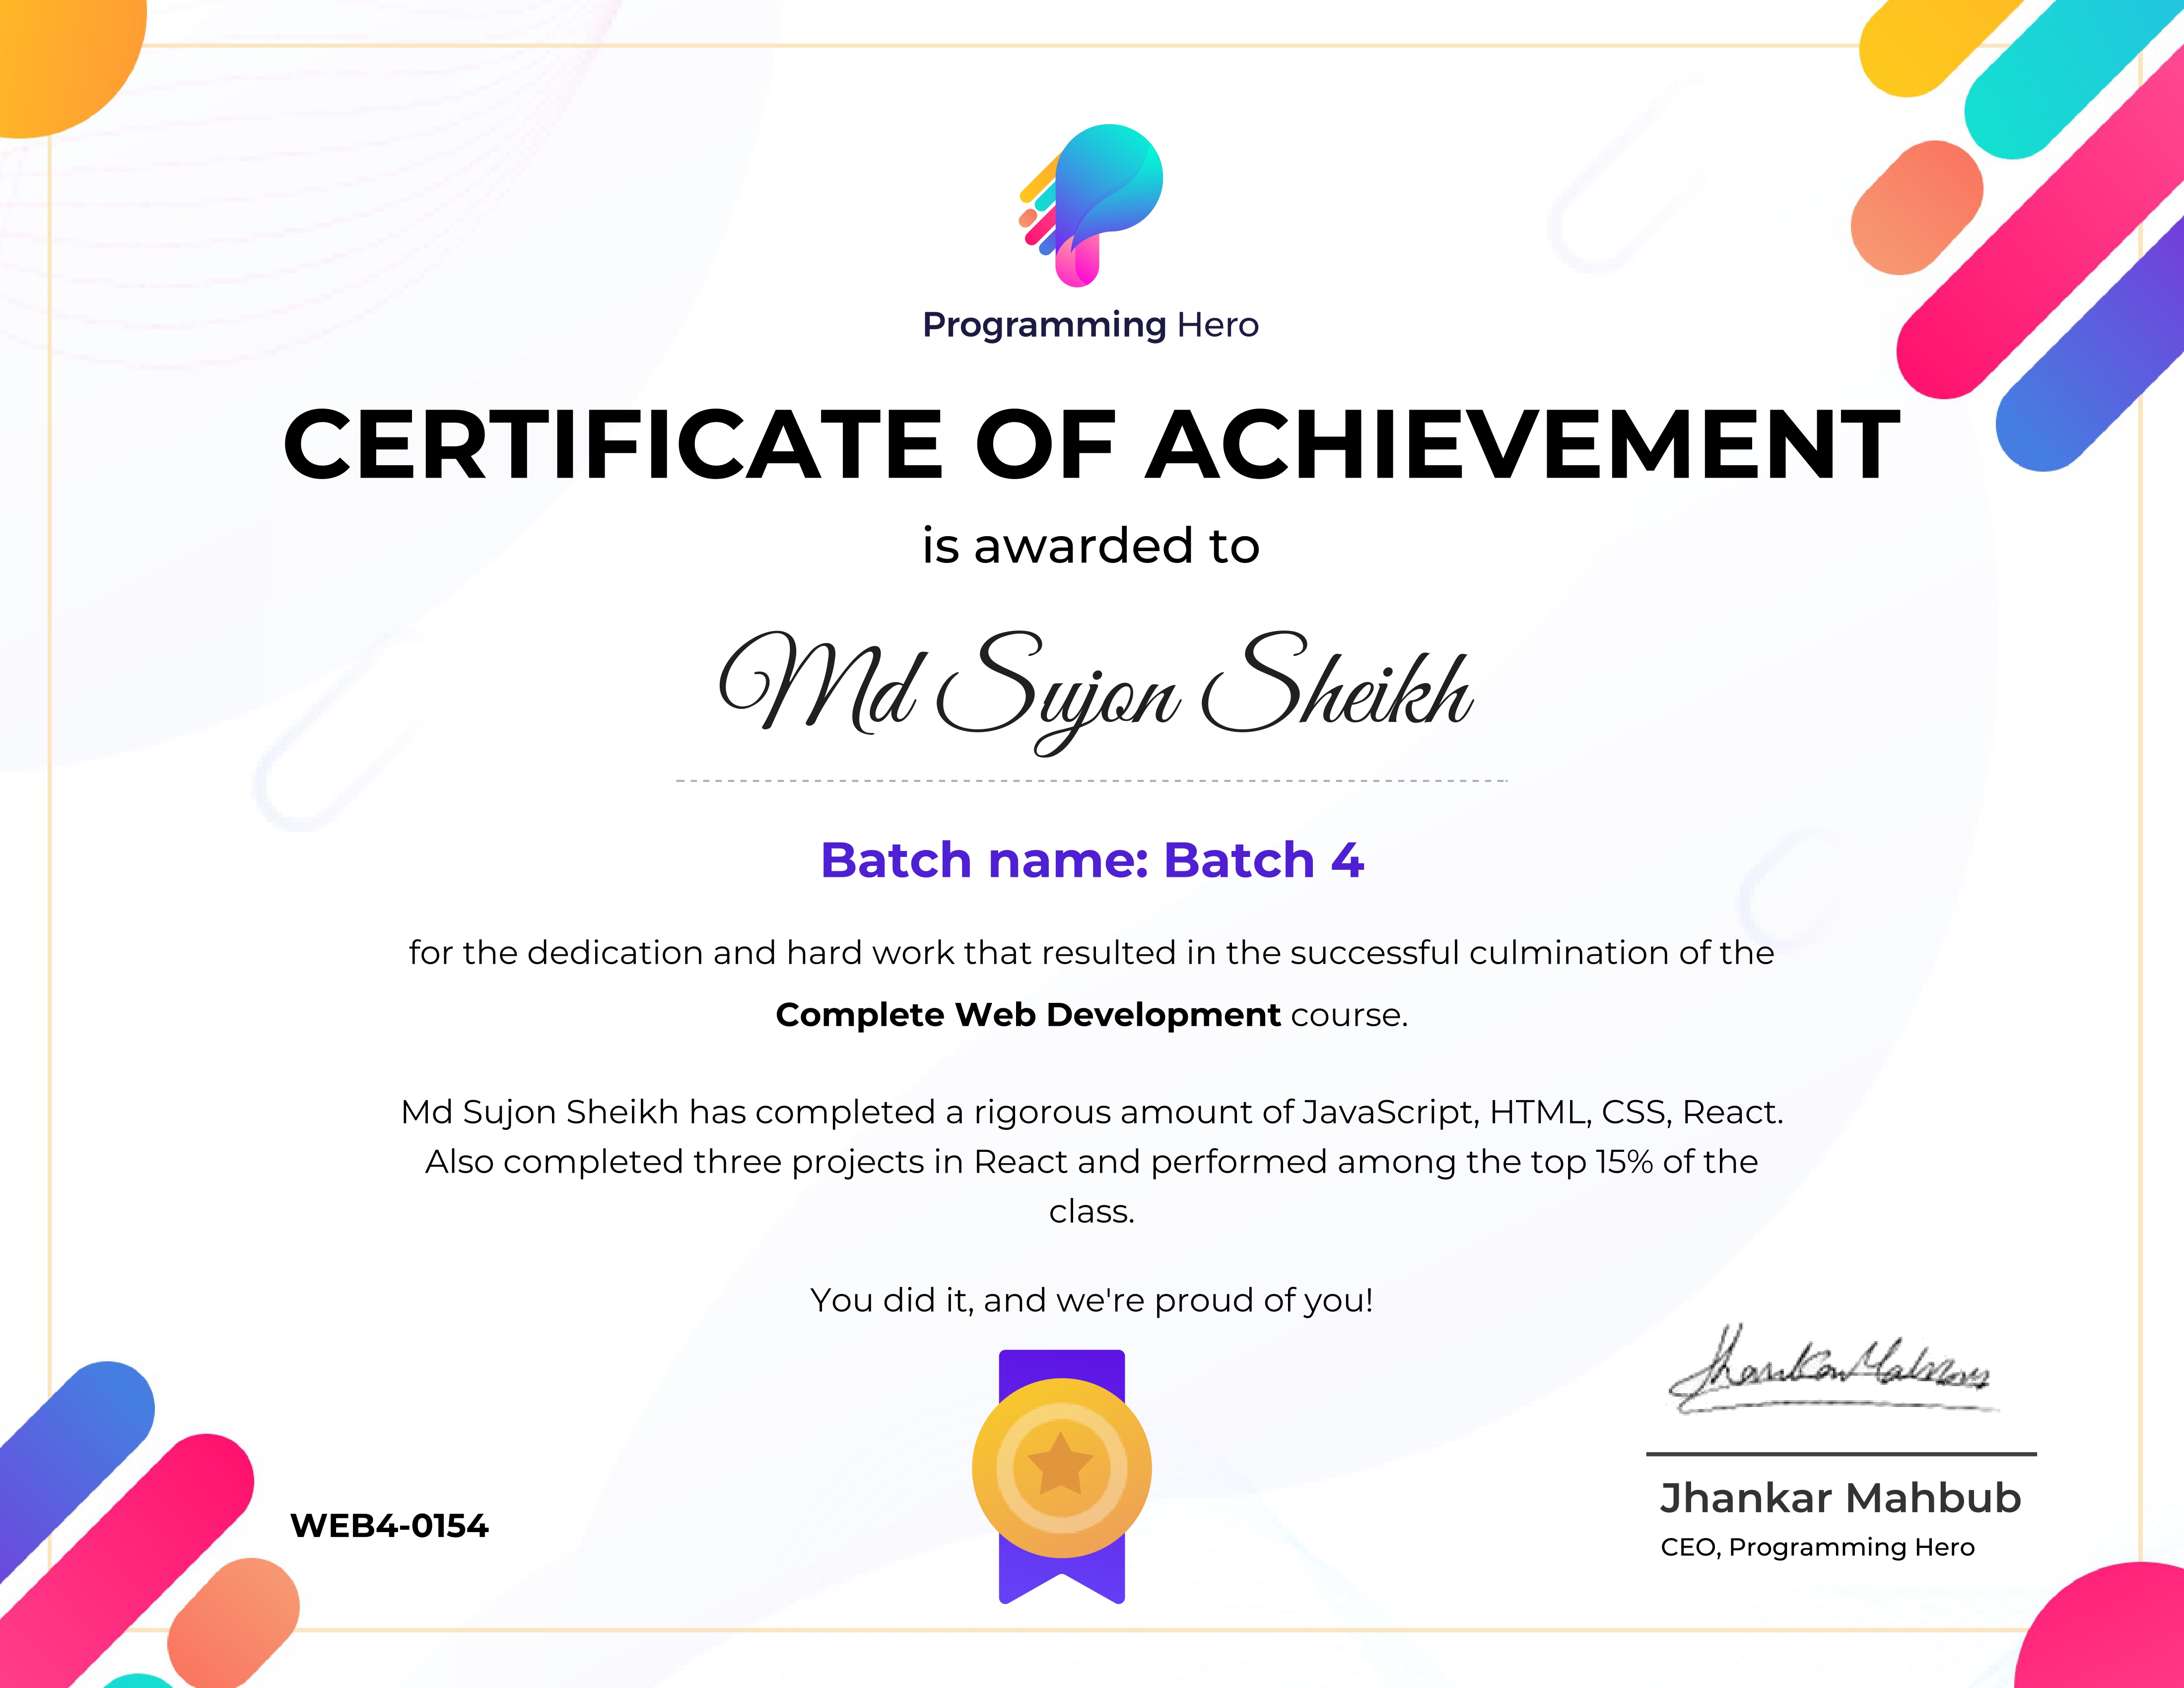 Programming Hero
CERTIFICATE OF ACHIEVEMENT
is awarded to
Md Sujon Sheikh
Batch name: Batch 4
for the dedication and hard work that resulted in the successful culmination of the
Complete Web Development course.
Md Sujon Sheikh has completed a rigorous amount of JavaScript, HTML, CSS, React.
Also completed three projects in React and performed among the top 15% of the
class.
You did it, and we're proud of you!
WEB4-0154
Jhankar Mahbub
Jhankar Mahbub
CEO, Programming Hero